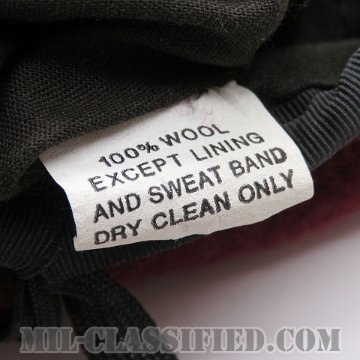 100% WOOL
EXCEPT LINING
AND SWEAT BAND
DRY CLEAN ONLY
MIL-CLASSIFIED.COM